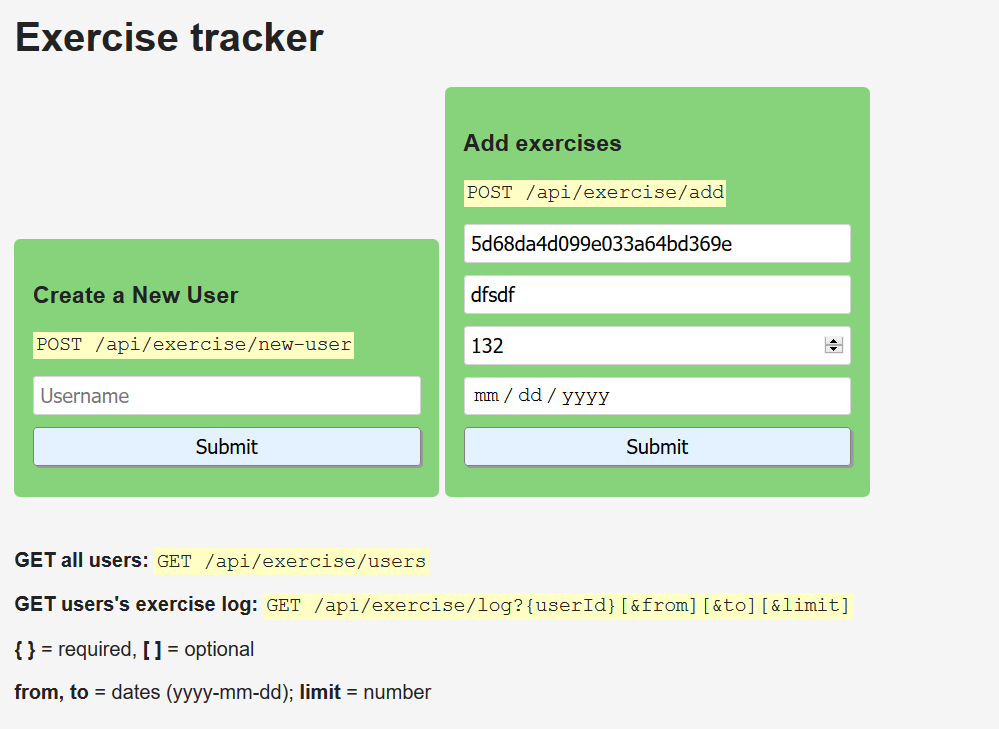 Exercise tracker
Create a New User
POST /api/exercise/new-user
Username
Submit
Add exercises
POST /api/exercise/add
5d68da4d099e033a64bd369e
dfsdf
132
mm / dd / yyyy
Submit
GET all users: GET /api/exercise/users
GET users's exercise log: GET /api/exercise/log?{userId}[&from][&to][&limit]
{ } = required, [ ] = optional
from, to = dates (yyyy-mm-dd); limit = number